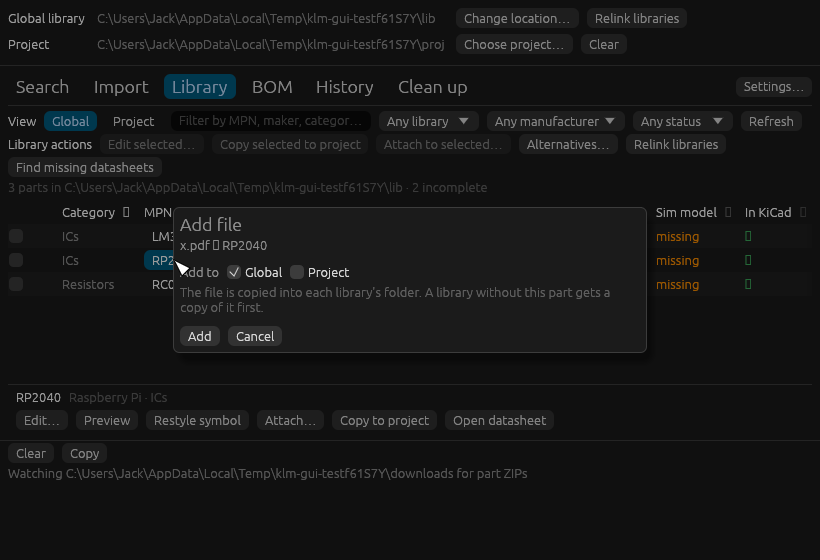 Global library C:\Users\Jack\AppData\Local\Temp\klm-gui-testf61S7Y\lib Change location... Relink libraries
Project C:\Users\Jack\AppData\Local\Temp\klm-gui-testf61S7Y\proj Choose project... Clear
Search Import Library BOM History Clean up Settings...
View Global Project Filter by MPN, maker, categor... Any library Any manufacturer Any status Refresh
Library actions Edit selected... Copy selected to project Attach to selected... Alternatives... Relink libraries
Find missing datasheets
3 parts in C:\Users\Jack\AppData\Local\Temp\klm-gui-testf61S7Y\lib · 2 incomplete
Category MPN Sim model In KiCad
ICs LM3 missing
ICs RP2 missing
Resistors RC0 missing
Add file
x.pdf RP2040
Add to Global Project
The file is copied into each library's folder. A library without this part gets a
copy of it first.
Add Cancel
RP2040 Raspberry Pi · ICs
Edit... Preview Restyle symbol Attach... Copy to project Open datasheet
Clear Copy
Watching C:\Users\Jack\AppData\Local\Temp\klm-gui-testf61S7Y\downloads for part ZIPs